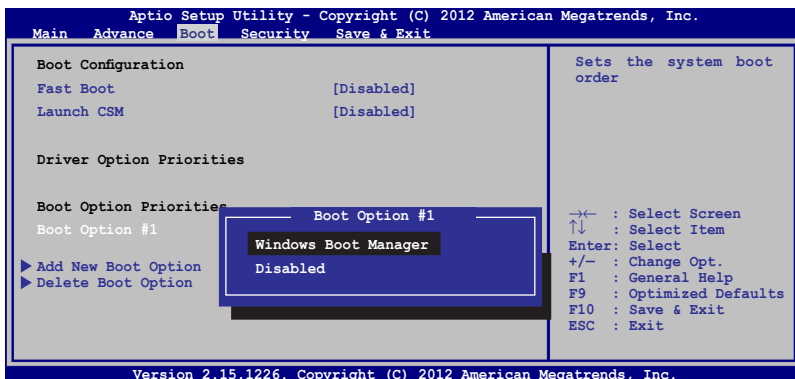 Aptio Setup Utility - Copyright (C) 2012 American Megatrends, Inc.
Main Advance Boot Security Save & Exit
Boot Configuration
Fast Boot [Disabled]
Launch CSM [Disabled]
Driver Option Priorities
Boot Option Priorities
Boot Option #1
Add New Boot Option
Delete Boot Option
Boot Option #1
Windows Boot Manager
Disabled
Sets the system boot
order
→← : Select Screen
↑↓ : Select Item
Enter: Select
+/— : Change Opt.
F1 : General Help
F9 : Optimized Defaults
F10 : Save & Exit
ESC : Exit
Version 2.15.1226. Copyright (C) 2012 American Megatrends, Inc.